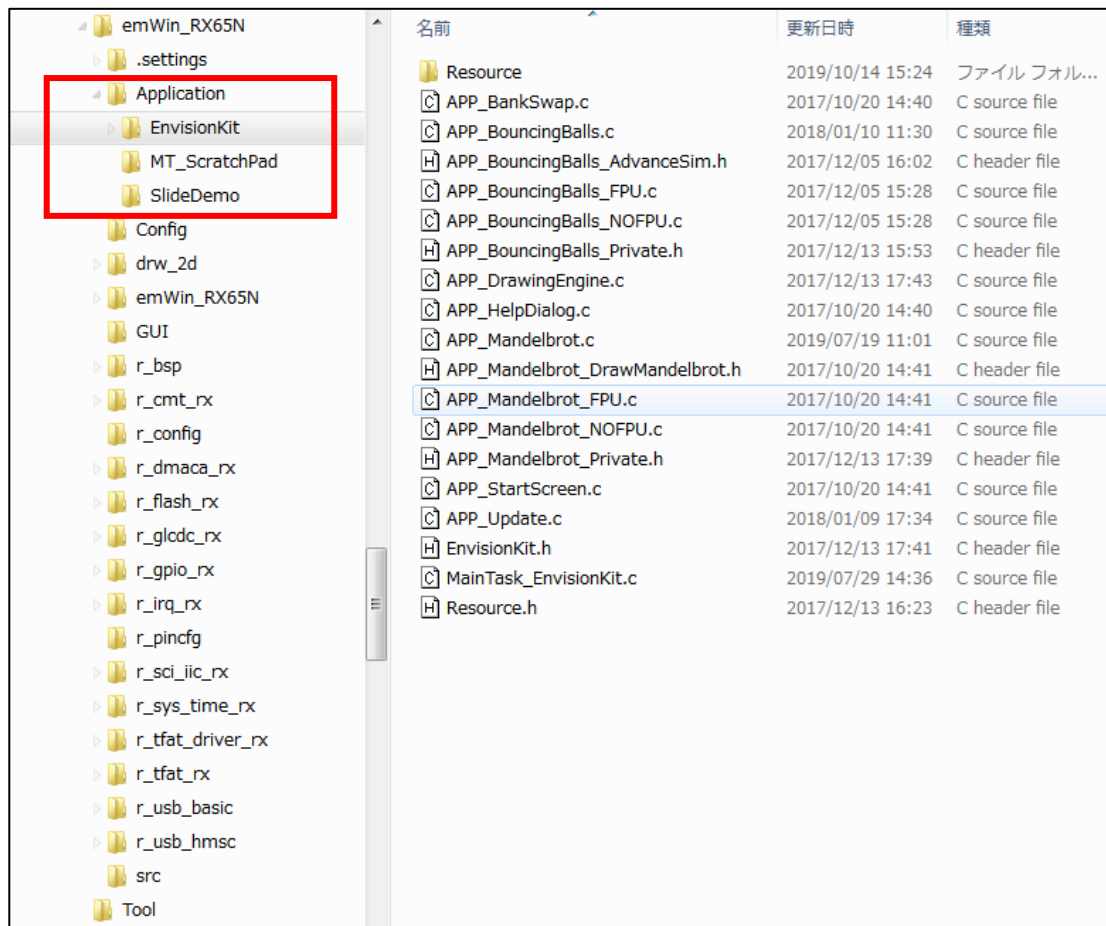 emWin_RX65N
.settings
Application
EnvisionKit
MT_ScratchPad
SlideDemo
Config
drw_2d
emWin_RX65N
GUI
r_bsp
r_cmt_rx
r_config
r_dmaca_rx
r_flash_rx
r_glcdc_rx
r_gpio_rx
r_irq_rx
r_pincfg
r_sci_iic_rx
r_sys_time_rx
r_tfat_driver_rx
r_tfat_rx
r_usb_basic
r_usb_hmsc
src
Tool
名前 更新日時 種類
Resource 2019/10/14 15:24 ファイル フォル...
APP_BankSwap.c 2017/10/20 14:40 C source file
APP_BouncingBalls.c 2018/01/10 11:30 C source file
APP_BouncingBalls_AdvanceSim.h 2017/12/05 16:02 C header file
APP_BouncingBalls_FPU.c 2017/12/05 15:28 C source file
APP_BouncingBalls_NOFPU.c 2017/12/05 15:28 C source file
APP_BouncingBalls_Private.h 2017/12/13 15:53 C header file
APP_DrawingEngine.c 2017/12/13 17:43 C source file
APP_HelpDialog.c 2017/10/20 14:40 C source file
APP_Mandelbrot.c 2019/07/19 11:01 C source file
APP_Mandelbrot_DrawMandelbrot.h 2017/10/20 14:41 C header file
APP_Mandelbrot_FPU.c 2017/10/20 14:41 C source file
APP_Mandelbrot_NOFPU.c 2017/10/20 14:41 C source file
APP_Mandelbrot_Private.h 2017/12/13 17:39 C header file
APP_StartScreen.c 2017/10/20 14:41 C source file
APP_Update.c 2018/01/09 17:34 C source file
EnvisionKit.h 2017/12/13 17:41 C header file
MainTask_EnvisionKit.c 2019/07/29 14:36 C source file
Resource.h 2017/12/13 16:23 C header file